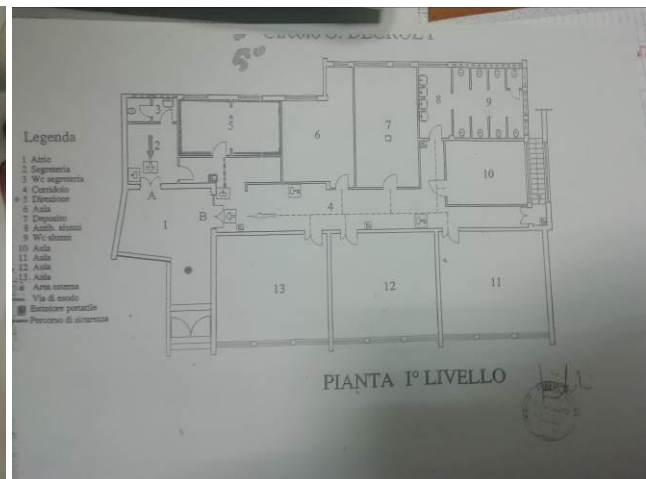 5°
Legenda
1 Atrio
2 Segreteria
3 Wc segreteria
4 Corridoio
5 Direzione
6 Aula
7 Deposito
8 Antib. alunni
9 Wc alunni
10 Aula
11 Aula
12 Aula
13 Aula
Area esterna
Via di esodo
Estintore portatile
Percorso di sicurezza
3
5
6
7
8
9
2
10
A
4
1
B
13
12
11
PIANTA I° LIVELLO